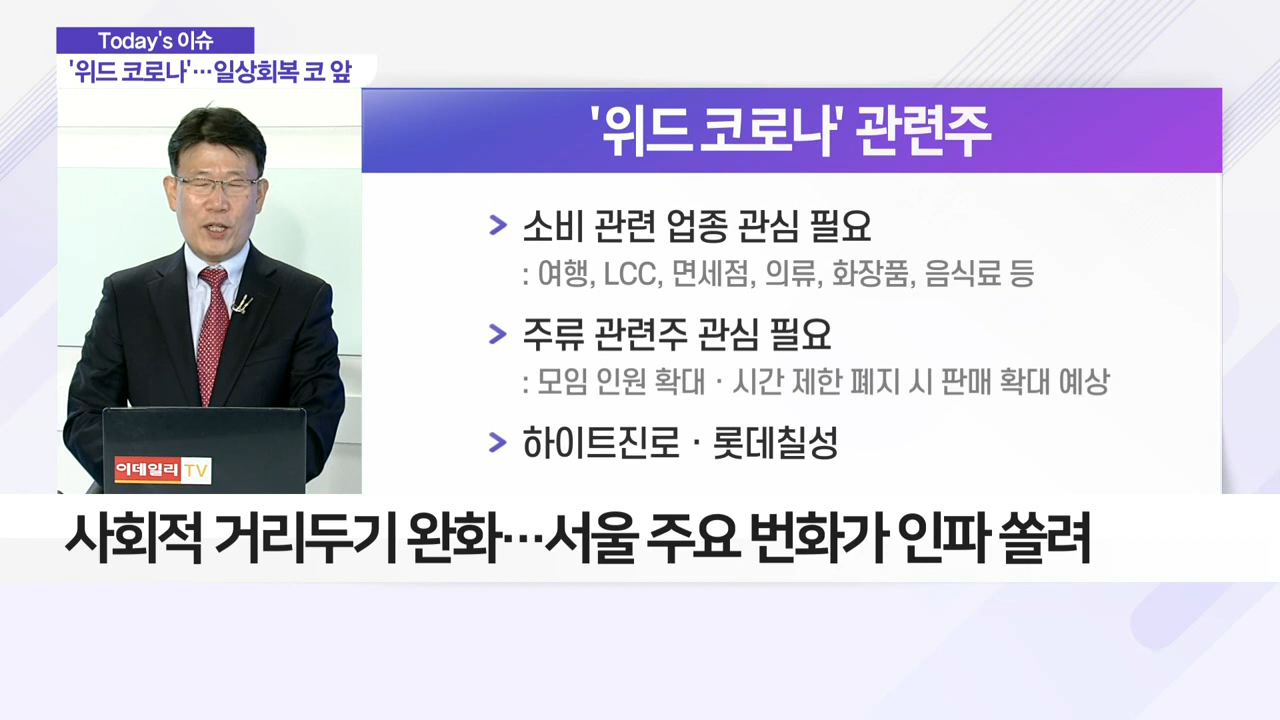 Today's 이슈
'위드 코로나'…일상회복 코 앞
'위드 코로나' 관련주
> 소비 관련 업종 관심 필요
: 여행, LCC, 면세점, 의류, 화장품, 음식료 등
> 주류 관련주 관심 필요
: 모임 인원 확대 · 시간 제한 폐지 시 판매 확대 예상
> 하이트진로 · 롯데칠성
이데일리 TV
사회적 거리두기 완화…서울 주요 번화가 인파 쏠려